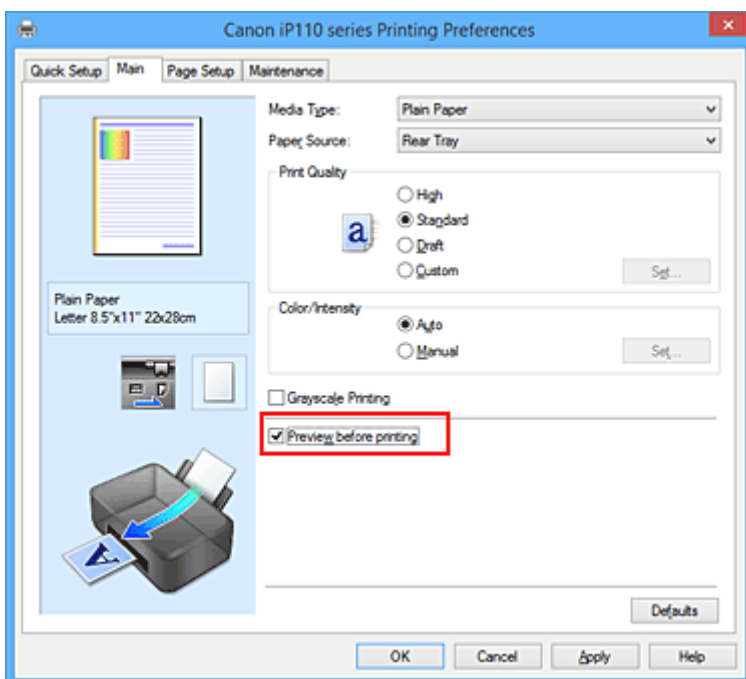 Canon iP110 series Printing Preferences
Quick Setup Main Page Setup Maintenance
Media Type: Plain Paper
Paper Source: Rear Tray
Print Quality
High
a Standard
Draft
Custom Set...
Plain Paper
Letter 8.5"x11" 22x28cm
Color/Intensity
Auto
Manual Set...
Grayscale Printing
Preview before printing
A
Defaults
OK Cancel Apply Help